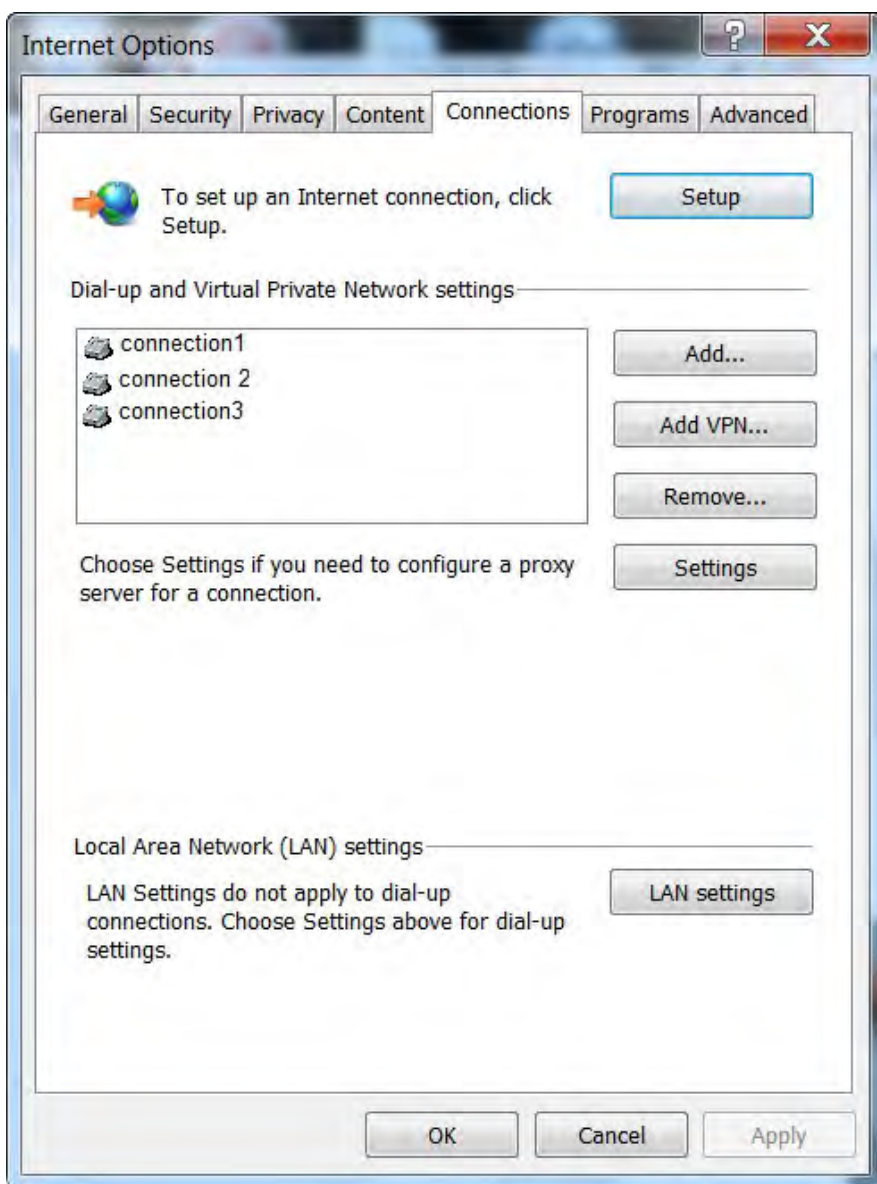 Internet Options
General Security Privacy Content Connections Programs Advanced
To set up an Internet connection, click
Setup.
Setup
Dial-up and Virtual Private Network settings
connection1
connection 2
connection3
Add...
Add VPN...
Remove...
Choose Settings if you need to configure a proxy
server for a connection.
Settings
Local Area Network (LAN) settings
LAN Settings do not apply to dial-up
connections. Choose Settings above for dial-up
settings.
LAN settings
OK Cancel Apply